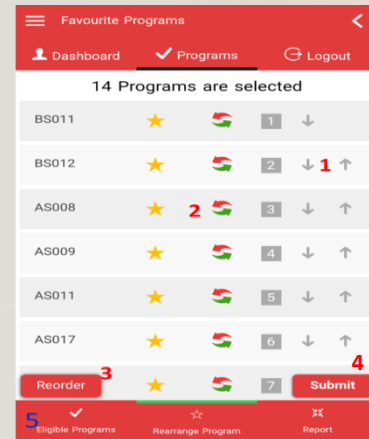 Favourite Programs
Dashboard Programs Logout
14 Programs are selected
BS011 1
BS012 2 1
AS008 2 3
AS009 4
AS011 5
AS017 6
3 4
Reorder 7 Submit
5 Eligible Programs Rearrange Program Report